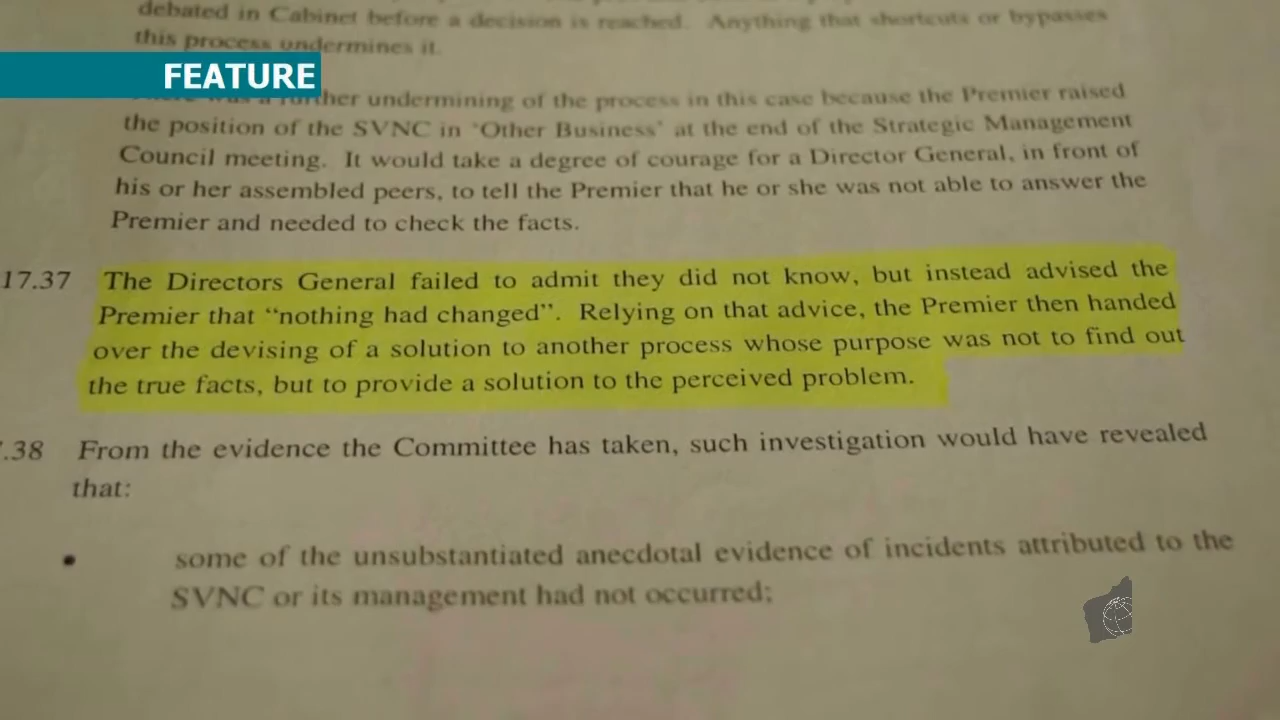 debated in Cabinet before a decision is reached. Anything that shortcuts or bypasses
this process undermines it.
FEATURE
was a further undermining of the process in this case because the Premier raised
the position of the SVNC in 'Other Business' at the end of the Strategic Management
Council meeting. It would take a degree of courage for a Director General, in front of
his or her assembled peers, to tell the Premier that he or she was not able to answer the
Premier and needed to check the facts.
17.37 The Directors General failed to admit they did not know, but instead advised the
Premier that "nothing had changed". Relying on that advice, the Premier then handed
over the devising of a solution to another process whose purpose was not to find out
the true facts, but to provide a solution to the perceived problem.
.38 From the evidence the Committee has taken, such investigation would have revealed
that:
• some of the unsubstantiated anecdotal evidence of incidents attributed to the
SVNC or its management had not occurred;